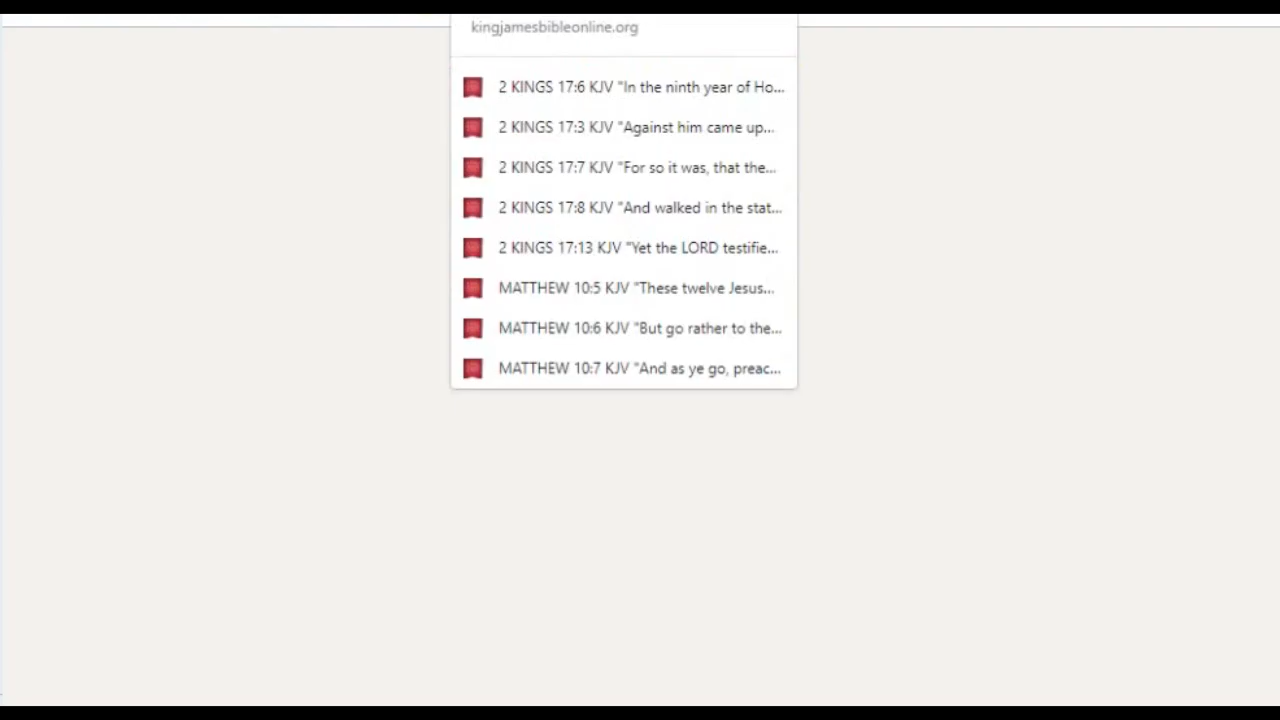 kingjamesbibleonline.org
2 KINGS 17:6 KJV "In the ninth year of Ho...
2 KINGS 17:3 KJV "Against him came up...
2 KINGS 17:7 KJV "For so it was, that the...
2 KINGS 17:8 KJV "And walked in the stat...
2 KINGS 17:13 KJV "Yet the LORD testifie...
MATTHEW 10:5 KJV "These twelve Jesus...
MATTHEW 10:6 KJV "But go rather to the...
MATTHEW 10:7 KJV "And as ye go, preac...